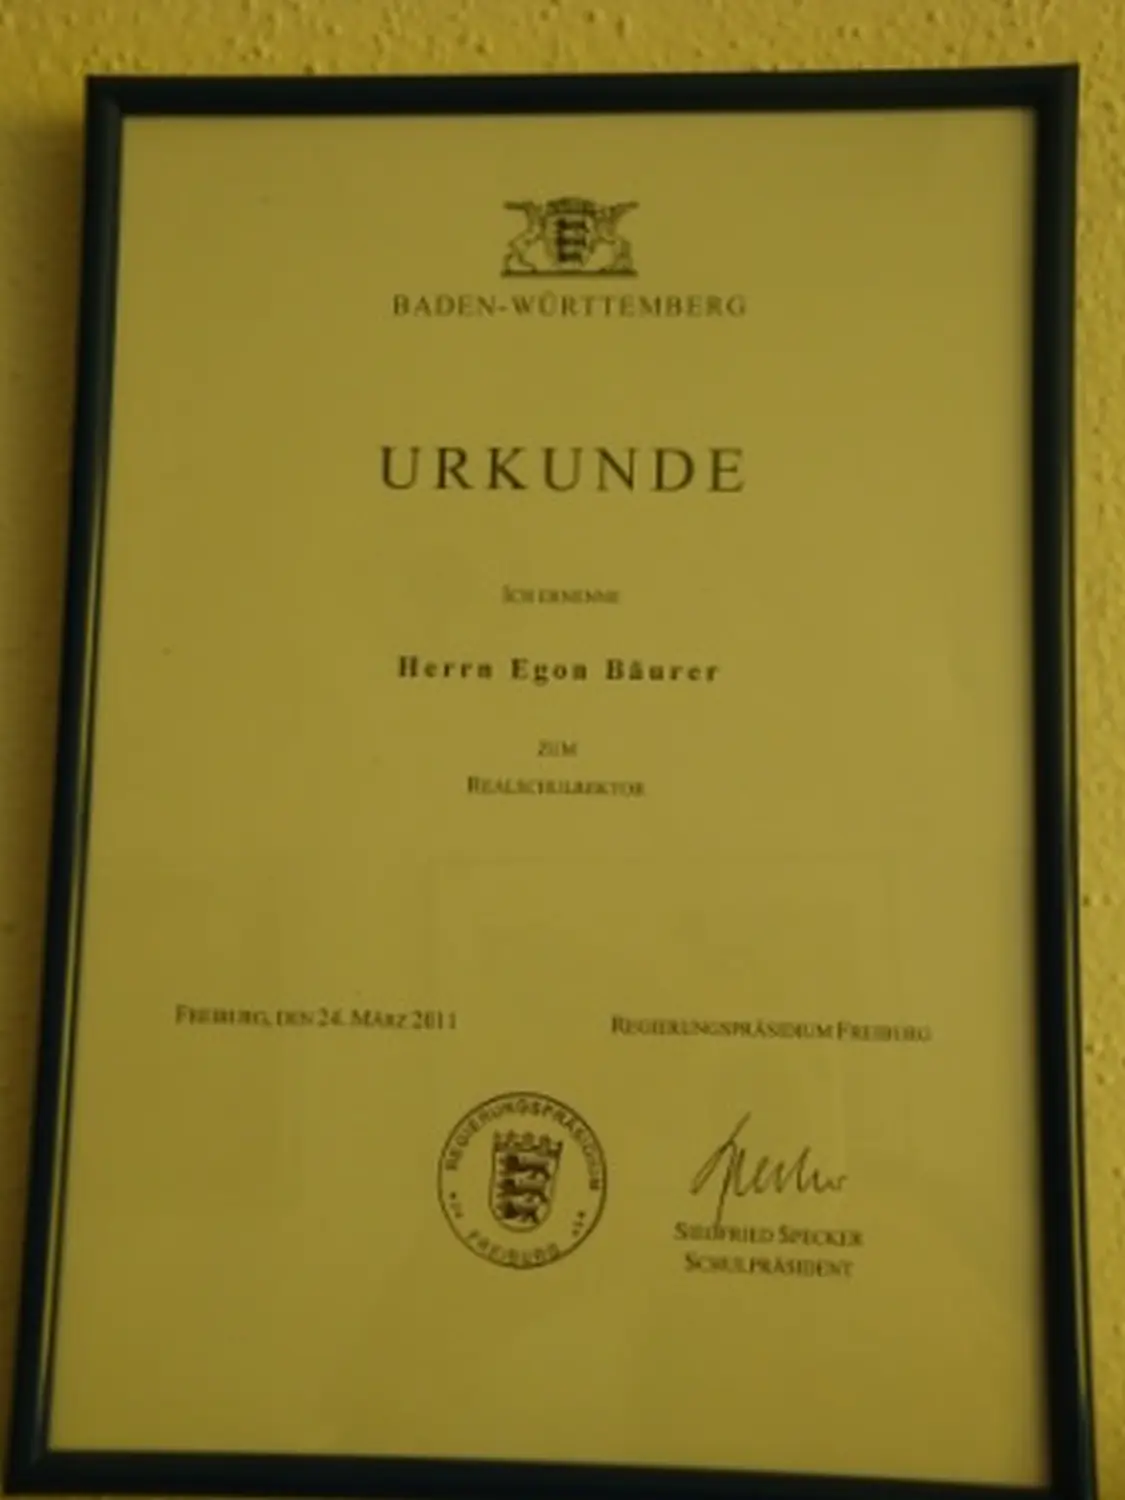 BADEN-WÜRTTEMBERG
URKUNDE
ICH ERNENNE
Herrn Egon Bäurer
ZUM
REALSCHULREKTOR
FREIBURG, DEN 24. MÄRZ 2011
REGIERUNGSPRÄSIDIUM FREIBURG
REGIERUNGSPRÄSIDIUM
FREIBURG
Specker
SIEGFRIED SPECKER
SCHULPRÄSIDENT